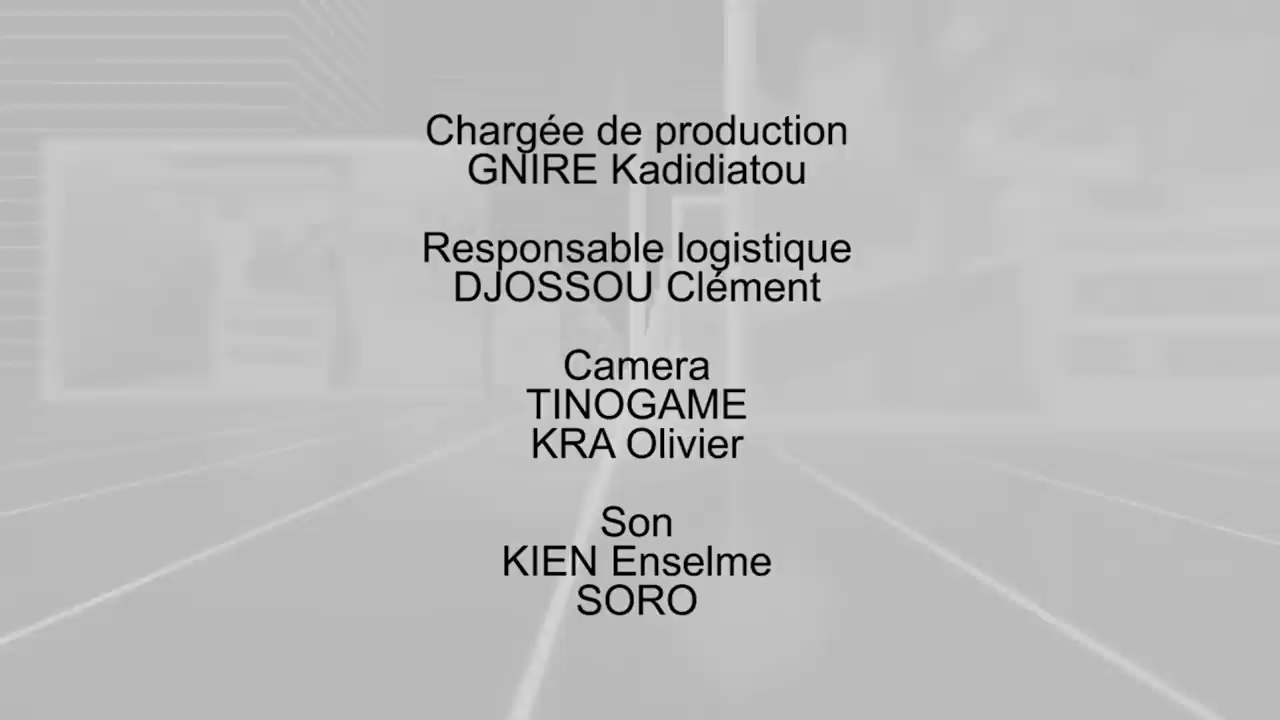 Chargée de production
GNIRE Kadidiatou
Responsable logistique
DJOSSOU Clément
Camera
TINOGAME
KRA Olivier
Son
KIEN Enselme
SORO